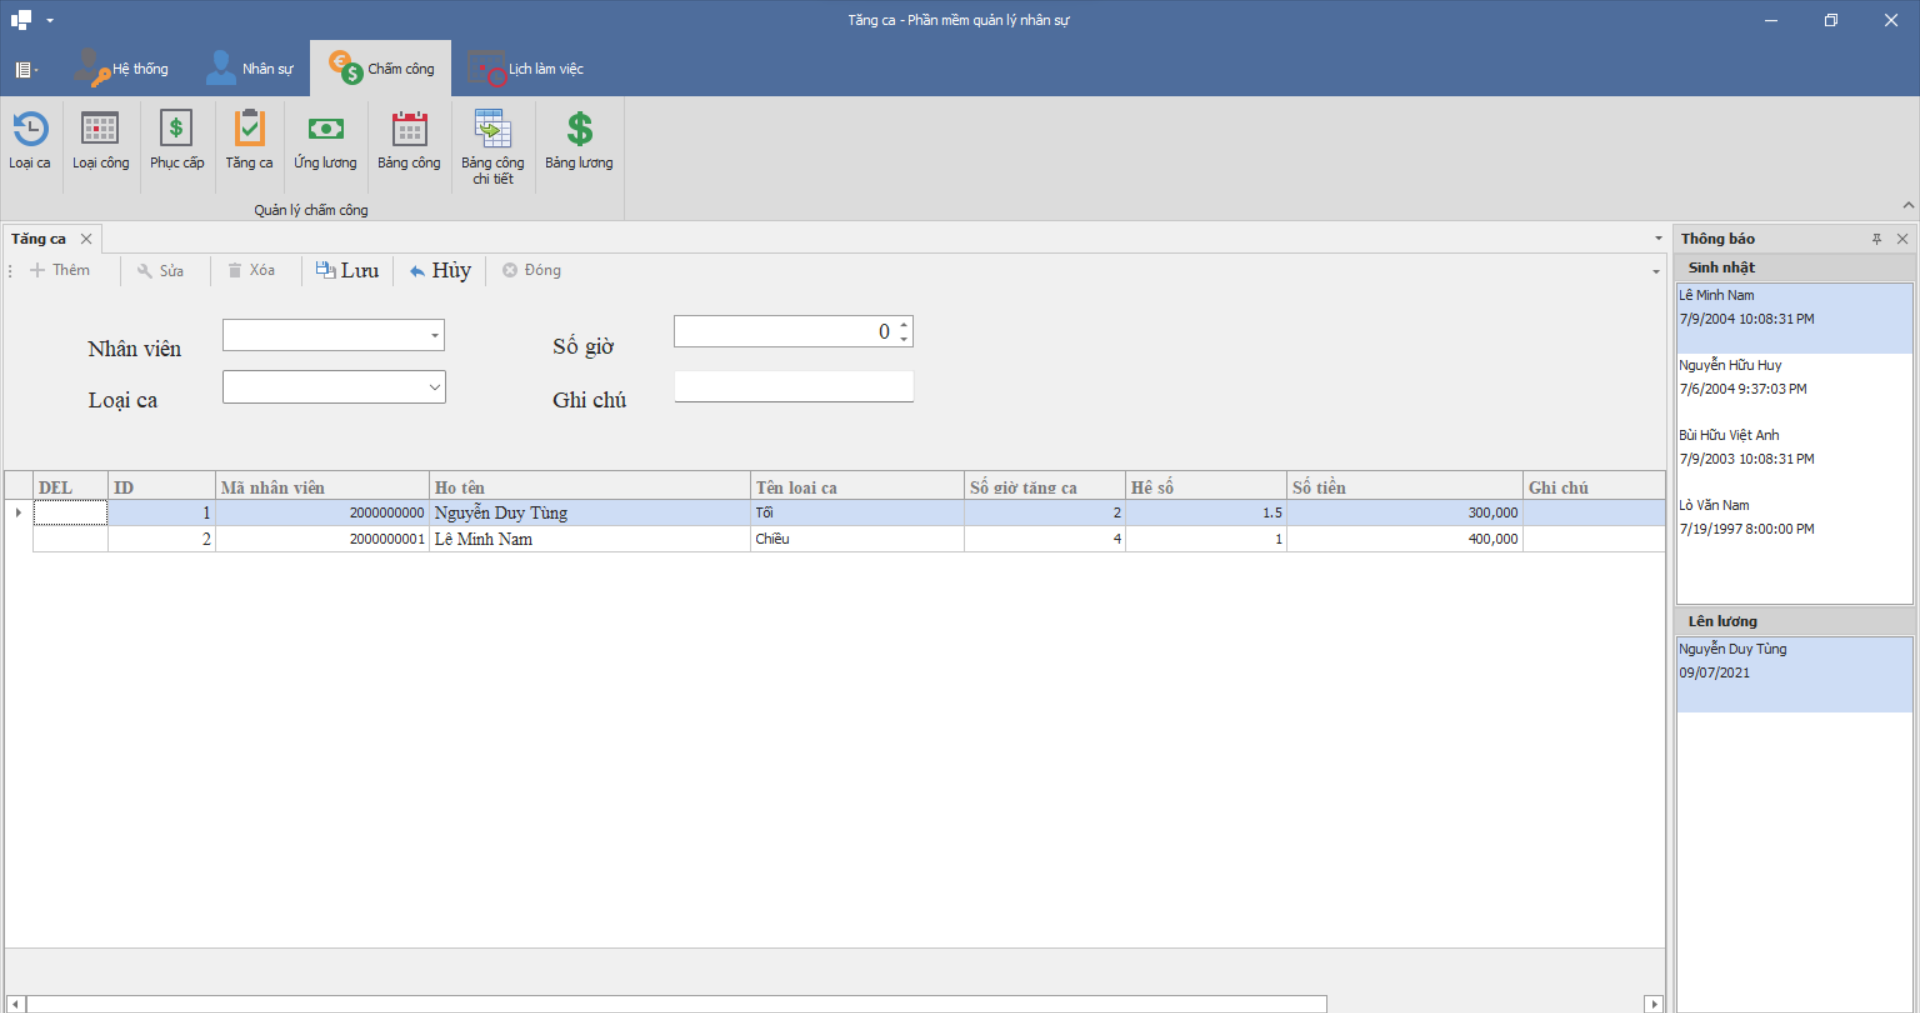 Tăng ca - Phần mềm quản lý nhân sự
Hệ thống
Nhân sự
Chấm công
Lịch làm việc
Loại ca
Loại công
Phục cấp
Tăng ca
Ứng lương
Bảng công
Bảng công
chi tiết
Bảng lương
Quản lý chấm công
Tăng ca
Thêm
Sửa
Xóa
Lưu
Hủy
Đóng
Nhân viên
Số giờ
0
Loại ca
Ghi chú
DEL ID Mã nhân viên Họ tên Tên loại ca Số giờ tăng ca Hệ số Số tiền Ghi chú
1 2000000000 Nguyễn Duy Tùng Tối 2 1.5 300,000
2 2000000001 Lê Minh Nam Chiều 4 1 400,000
Thông báo
Sinh nhật
Lê Minh Nam
7/9/2004 10:08:31 PM
Nguyễn Hữu Huy
7/6/2004 9:37:03 PM
Bùi Hữu Việt Anh
7/9/2003 10:08:31 PM
Lò Văn Nam
7/19/1997 8:00:00 PM
Lên lương
Nguyễn Duy Tùng
09/07/2021